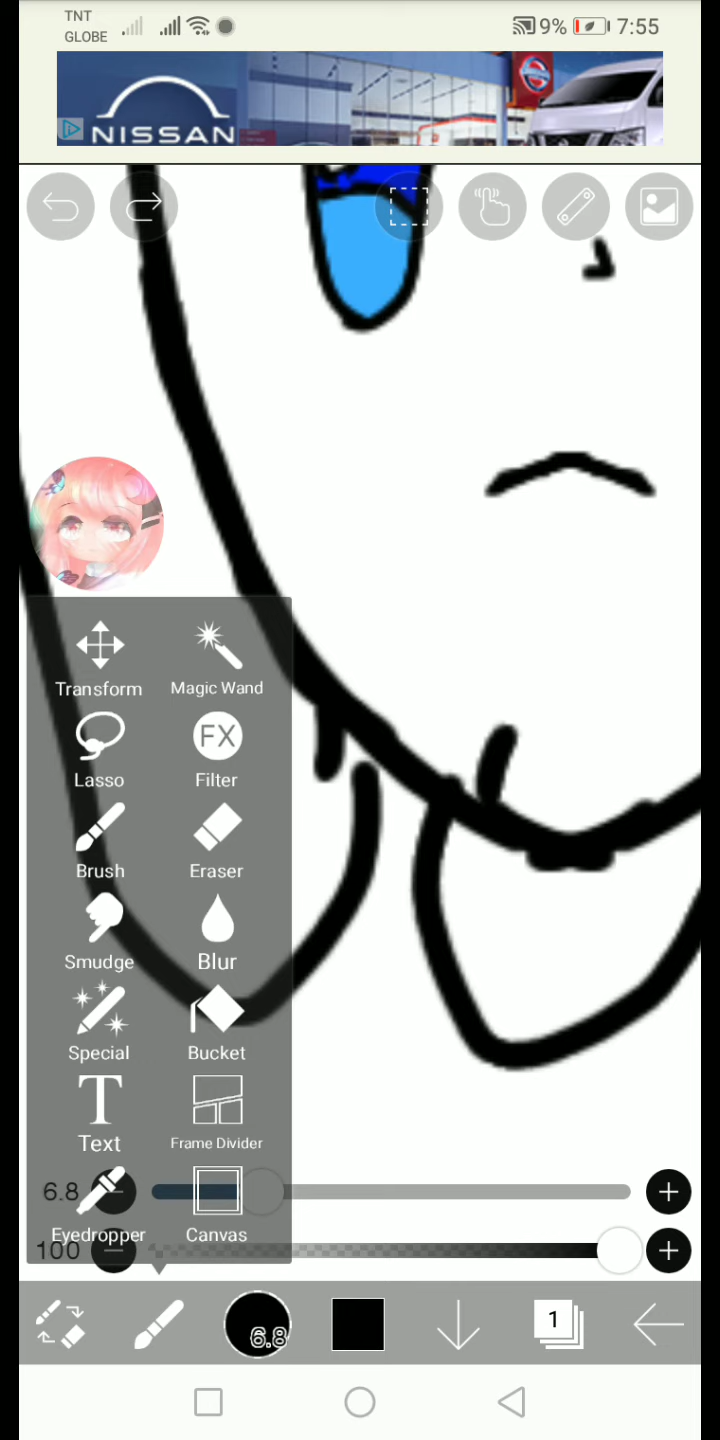 TNT
GLOBE
9% 7:55
NISSAN
Transform Magic Wand
Lasso Filter
FX
Brush Eraser
Smudge Blur
Special Bucket
T
Text Frame Divider
6.8
Eyedropper Canvas
100
6.8
1